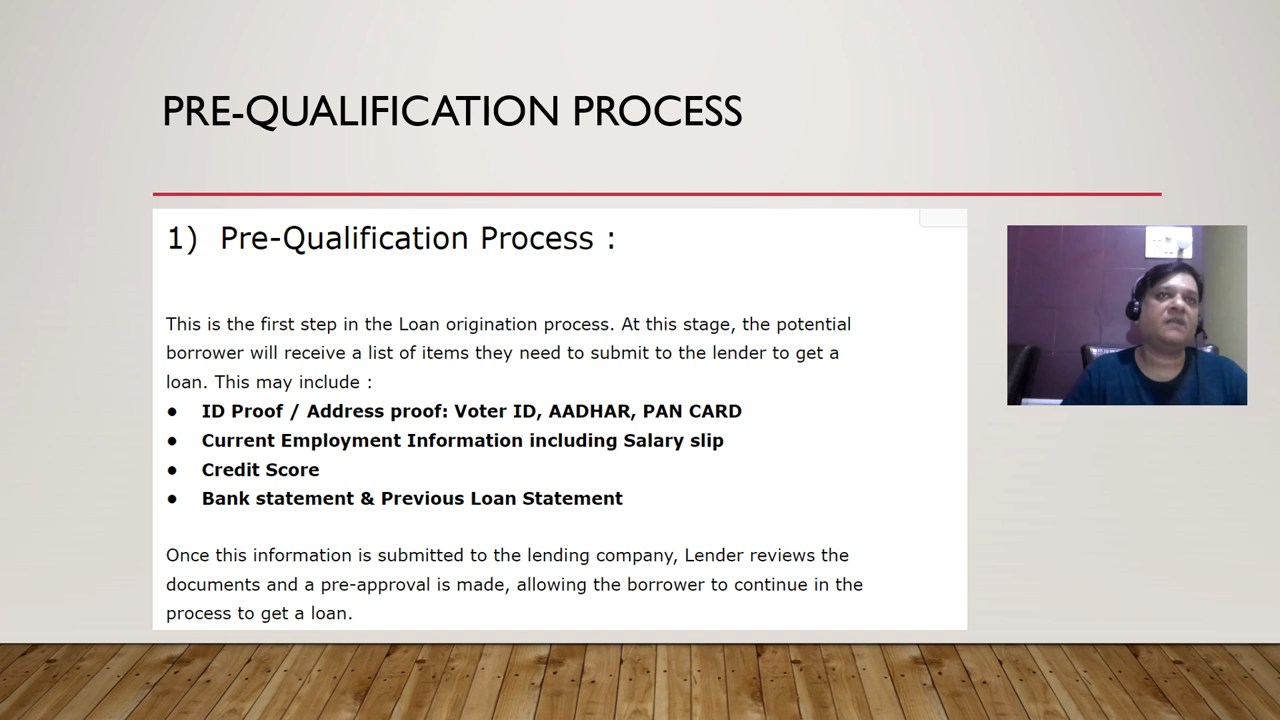 PRE-QUALIFICATION PROCESS
1) Pre-Qualification Process :
This is the first step in the Loan origination process. At this stage, the potential
borrower will receive a list of items they need to submit to the lender to get a
loan. This may include :
● ID Proof / Address proof: Voter ID, AADHAR, PAN CARD
● Current Employment Information including Salary slip
● Credit Score
● Bank statement & Previous Loan Statement
Once this information is submitted to the lending company, Lender reviews the
documents and a pre-approval is made, allowing the borrower to continue in the
process to get a loan.